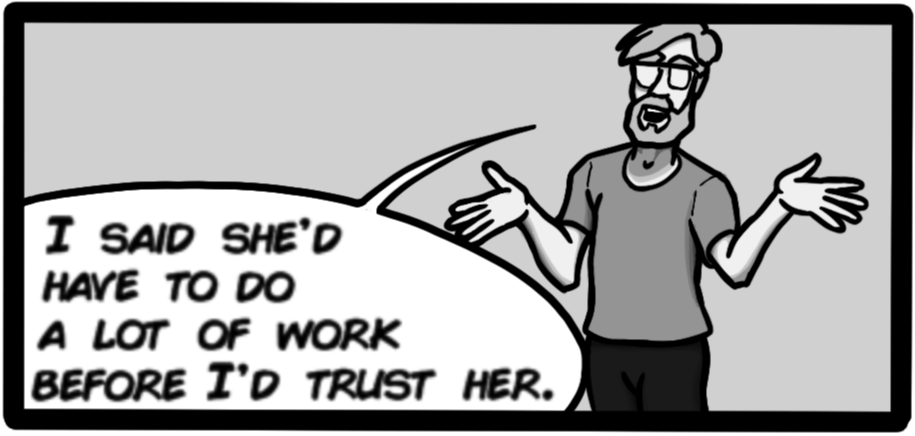 I SAID SHE'D
HAVE TO DO
A LOT OF WORK
BEFORE I'D TRUST HER.